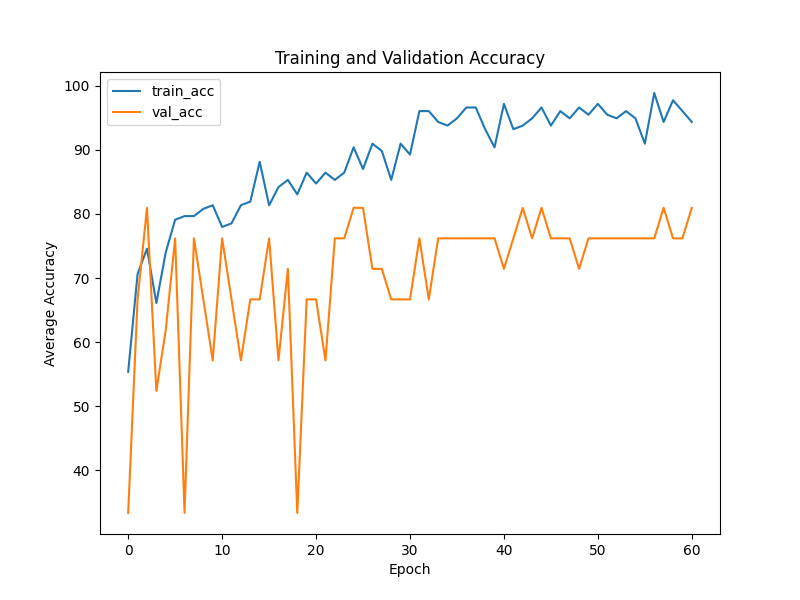 Training and Validation Accuracy
train_acc
val_acc
100
90
80
70
60
50
40
Average Accuracy
0 10 20 30 40 50 60
Epoch